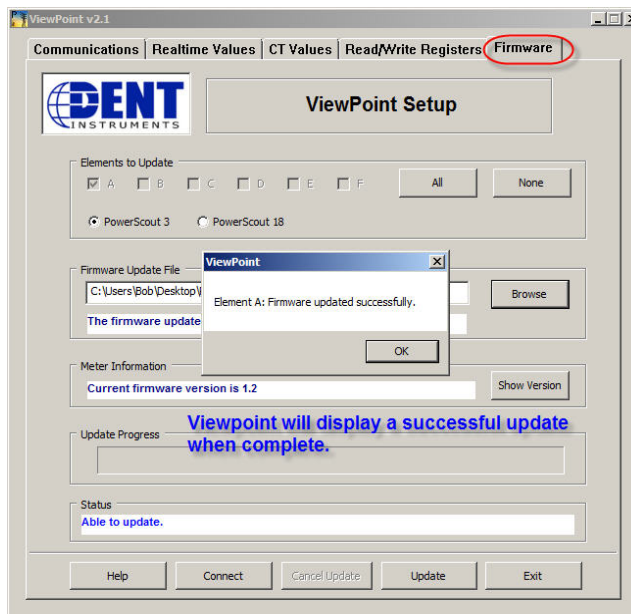 ViewPoint v2.1
Communications Realtime Values CT Values Read/Write Registers Firmware
DENT
INSTRUMENTS
ViewPoint Setup
Elements to Update
A B C D E F All None
PowerScout 3 PowerScout 18
Firmware Update File
C:\Users\Bob\Desktop\
Browse
The firmware update
ViewPoint
Element A: Firmware updated successfully.
OK
Meter Information
Current firmware version is 1.2
Show Version
Viewpoint will display a successful update
when complete.
Update Progress
Status
Able to update.
Help Connect Cancel Update Update Exit